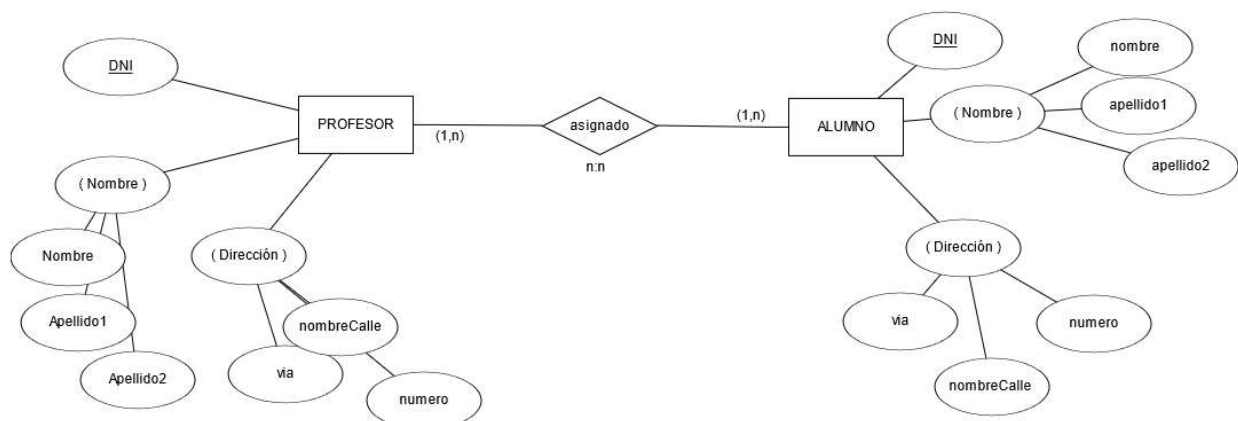 DNI
PROFESOR
(1,n)
asignado
n:n
(1,n)
ALUMNO
DNI
( Nombre )
nombre
apellido1
apellido2
( Nombre )
Nombre
Apellido1
Apellido2
( Dirección )
nombreCalle
via
numero
( Dirección )
via
numero
nombreCalle